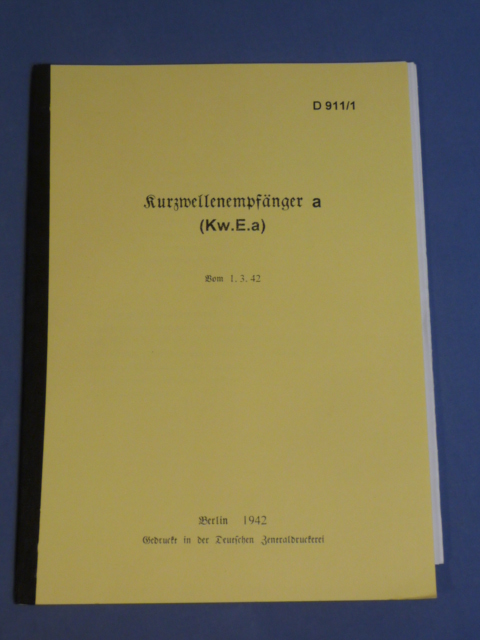 D 911/1
Kurzwellenempfänger a
(Kw.E.a)
Vom 1. 3. 42
Berlin 1942
Gedruckt in der Deutschen Zentraldruckerei